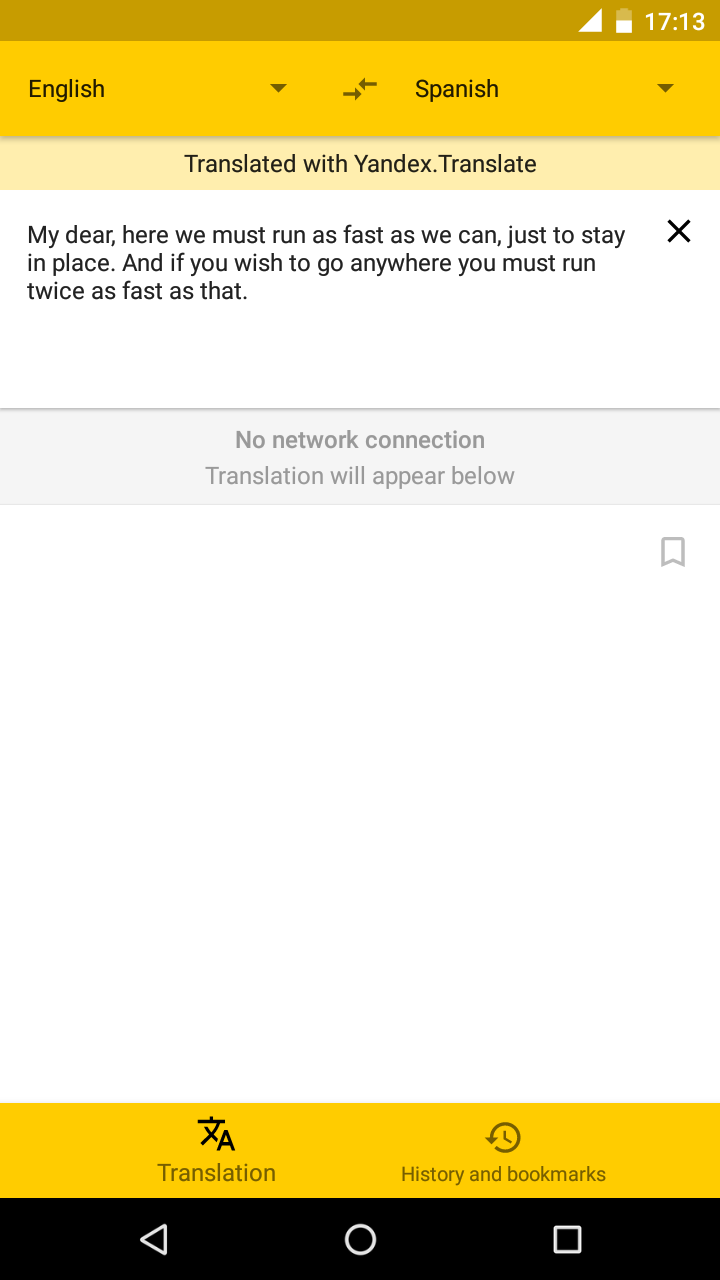 17:13
English
Spanish
Translated with Yandex.Translate
My dear, here we must run as fast as we can, just to stay
in place. And if you wish to go anywhere you must run
twice as fast as that.
No network connection
Translation will appear below
Translation
History and bookmarks